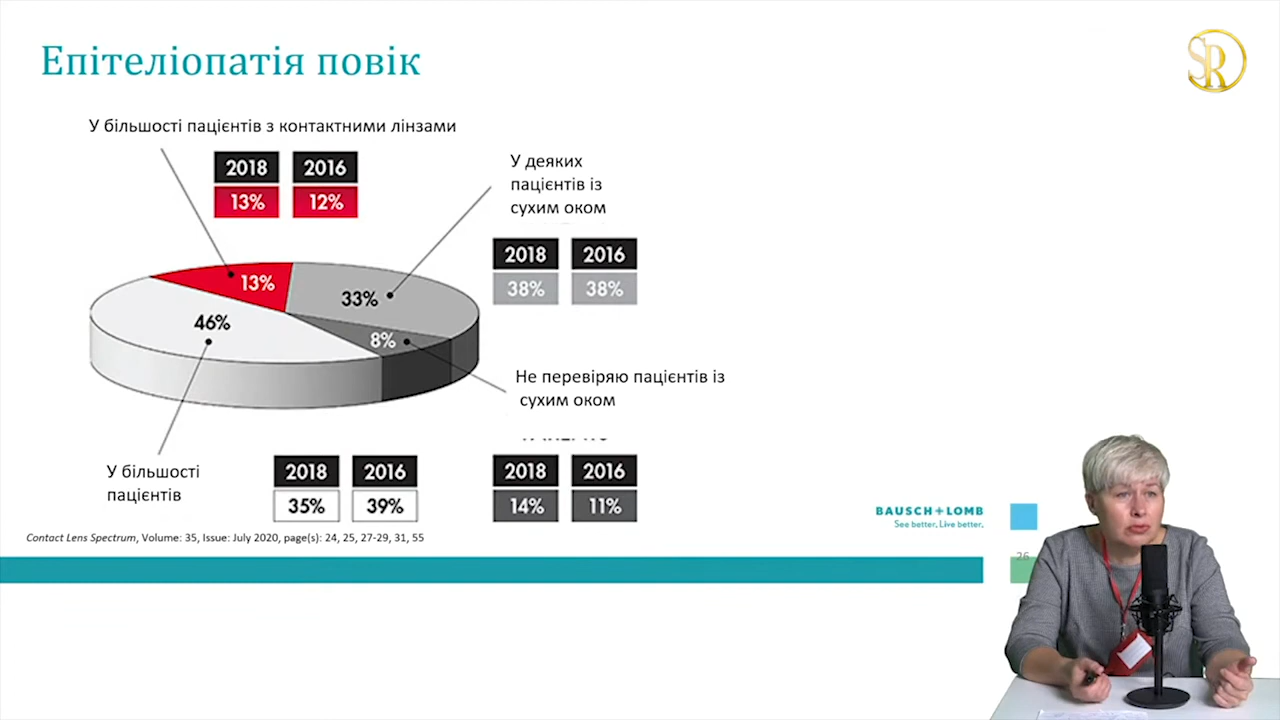 Епітеліопатія повік
SR
У більшості пацієнтів з контактними лінзами
2018 2016
13% 12%
У деяких
пацієнтів із
сухим оком
2018 2016
38% 38%
13%
33%
46%
8%
Не перевіряю пацієнтів із
сухим оком
У більшості
пацієнтів
2018 2016
35% 39%
2018 2016
14% 11%
BAUSCH + LOMB
See better. Live better.
Contact Lens Spectrum, Volume: 35, Issue: July 2020, page(s): 24, 25, 27-29, 31, 55
26